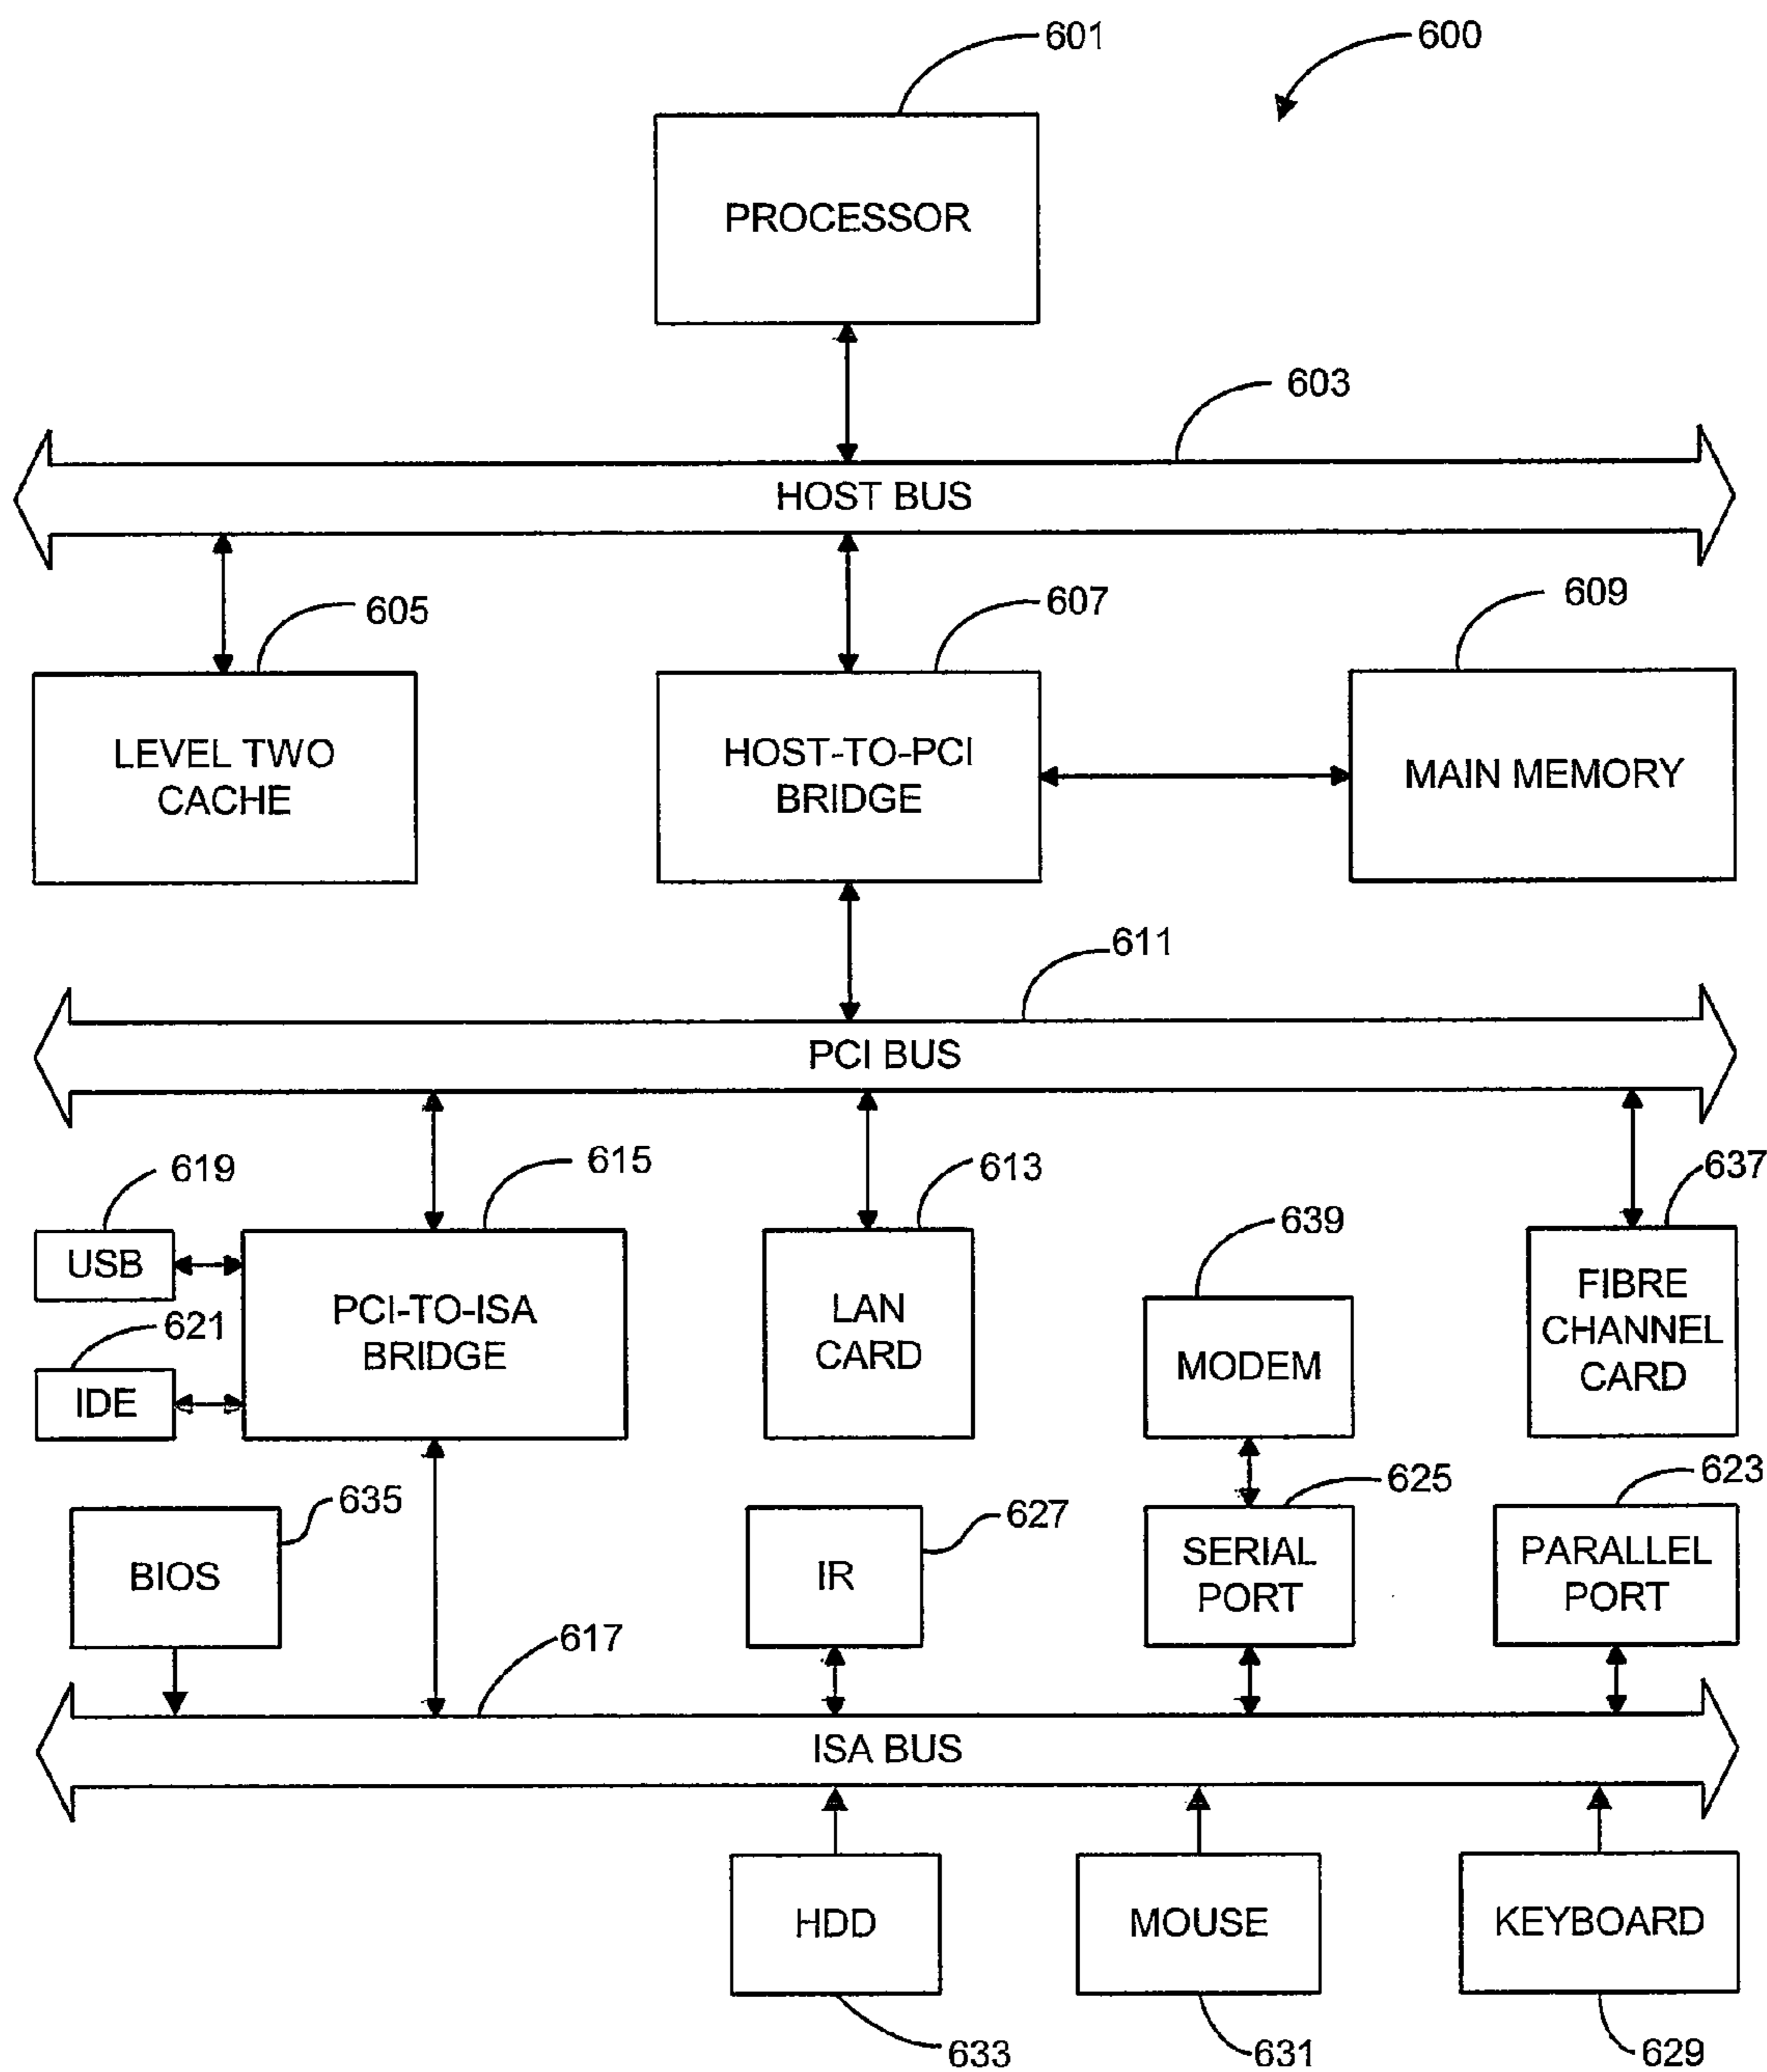 601
600
PROCESSOR
603
HOST BUS
605
607
609
LEVEL TWO
CACHE
HOST-TO-PCI
BRIDGE
MAIN MEMORY
611
PCI BUS
619
615
613
637
USB
PCI-TO-ISA
BRIDGE
LAN
CARD
639
FIBRE
CHANNEL
CARD
621
IDE
MODEM
635
627
625
623
BIOS
IR
SERIAL
PORT
PARALLEL
PORT
617
ISA BUS
HDD
MOUSE
KEYBOARD
633
631
629